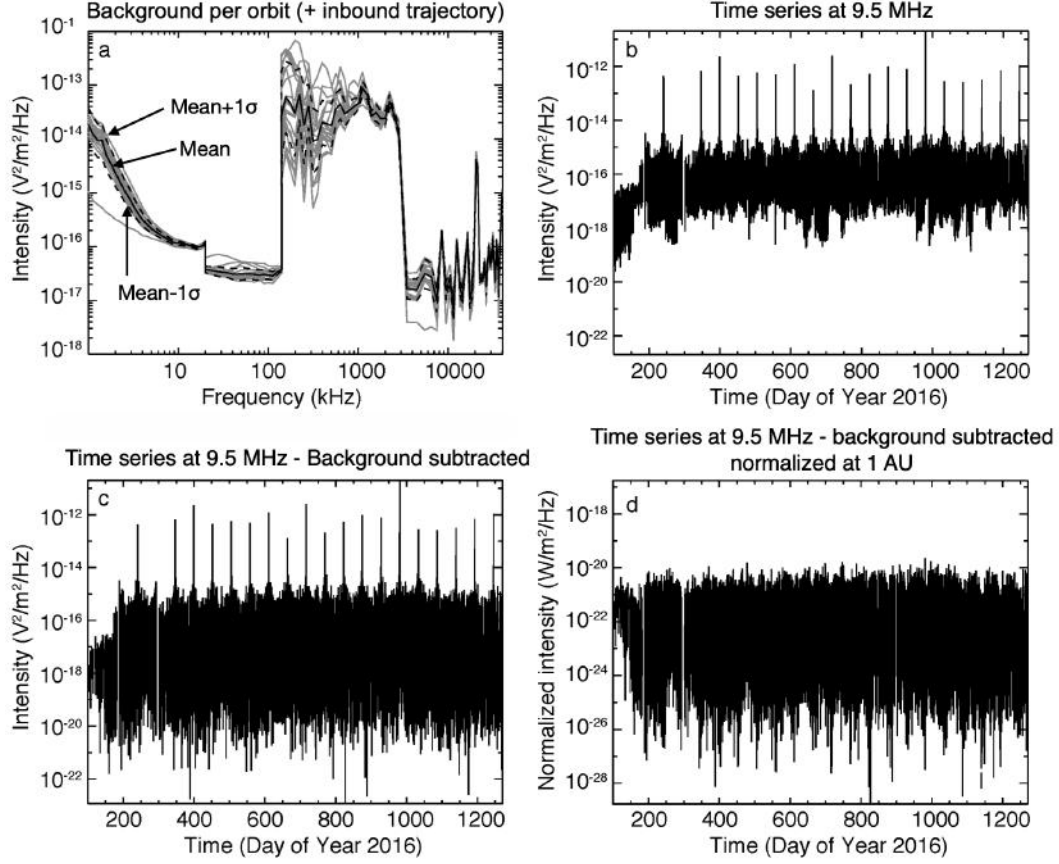 Background per orbit (+ inbound trajectory)
a
10⁻¹
10⁻¹³
10⁻¹⁴
10⁻¹⁵
10⁻¹⁶
10⁻¹⁷
10⁻¹⁸
Intensity (V²/m²/Hz)
Mean+1σ
Mean
Mean-1σ
10
100
1000
10000
Frequency (kHz)
Time series at 9.5 MHz
b
10⁻¹²
10⁻¹⁴
10⁻¹⁶
10⁻¹⁸
10⁻²⁰
10⁻²²
Intensity (V²/m²/Hz)
200 400 600 800 1000 1200
Time (Day of Year 2016)
Time series at 9.5 MHz - Background subtracted
c
10⁻¹²
10⁻¹⁴
10⁻¹⁶
10⁻¹⁸
10⁻²⁰
10⁻²²
Intensity (V²/m²/Hz)
200 400 600 800 1000 1200
Time (Day of Year 2016)
Time series at 9.5 MHz - background subtracted
normalized at 1 AU
d
10⁻¹⁸
10⁻²⁰
10⁻²²
10⁻²⁴
10⁻²⁶
10⁻²⁸
Normalized intensity (W/m²/Hz)
200 400 600 800 1000 1200
Time (Day of Year 2016)